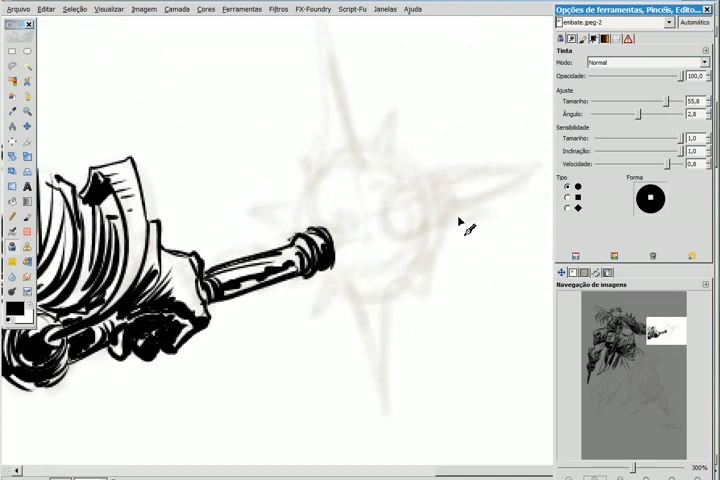 Arquivo Editar Seleção Visualizar Imagem Camada Cores Ferramentas Filtros FX-Foundry Script-Fu Janelas Ajuda
Opções de ferramentas, Pincéis, Edito...
embate.jpeg-2
Automático
Tinta
Modo: Normal
Opacidade: 100,0
Ajuste
Tamanho: 55,8
Ângulo: 2,8
Sensibilidade
Tamanho: 1,0
Inclinação: 1,0
Velocidade: 0,8
Tipo Forma
Navegação de imagens
300%